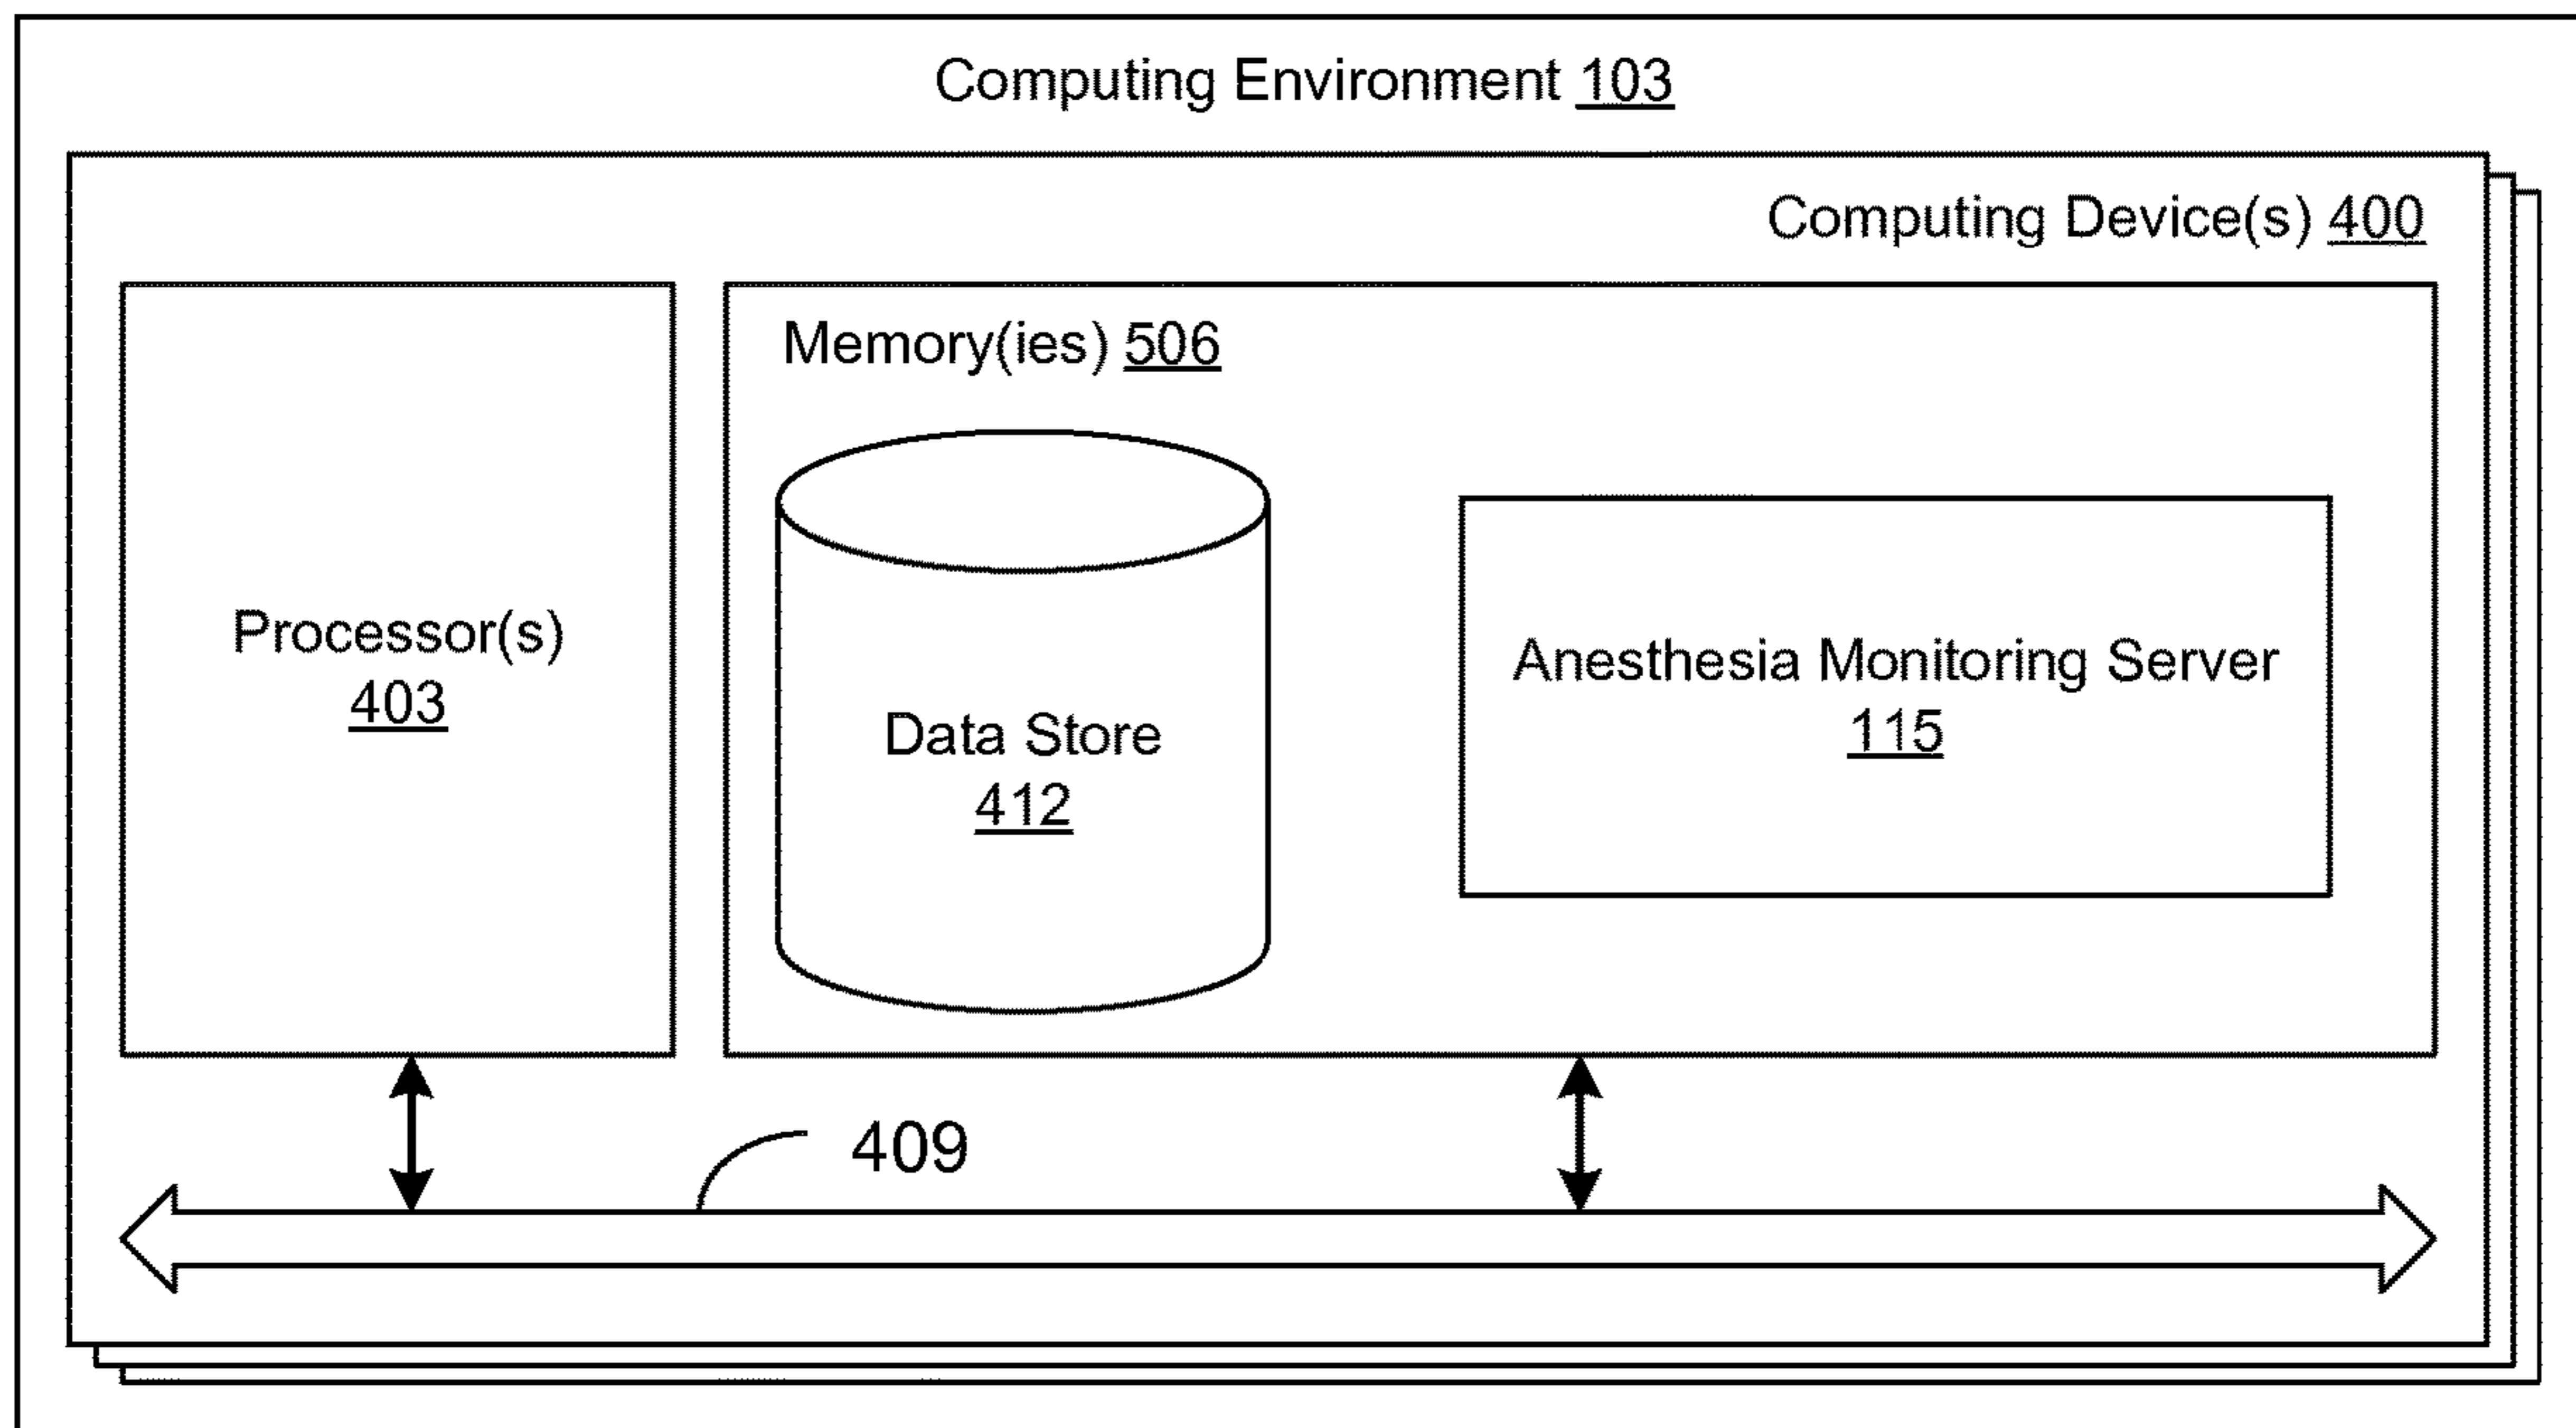 Computing Environment 103
Computing Device(s) 400
Memory(ies) 506
Processor(s)
403
Data Store
412
Anesthesia Monitoring Server
115
409